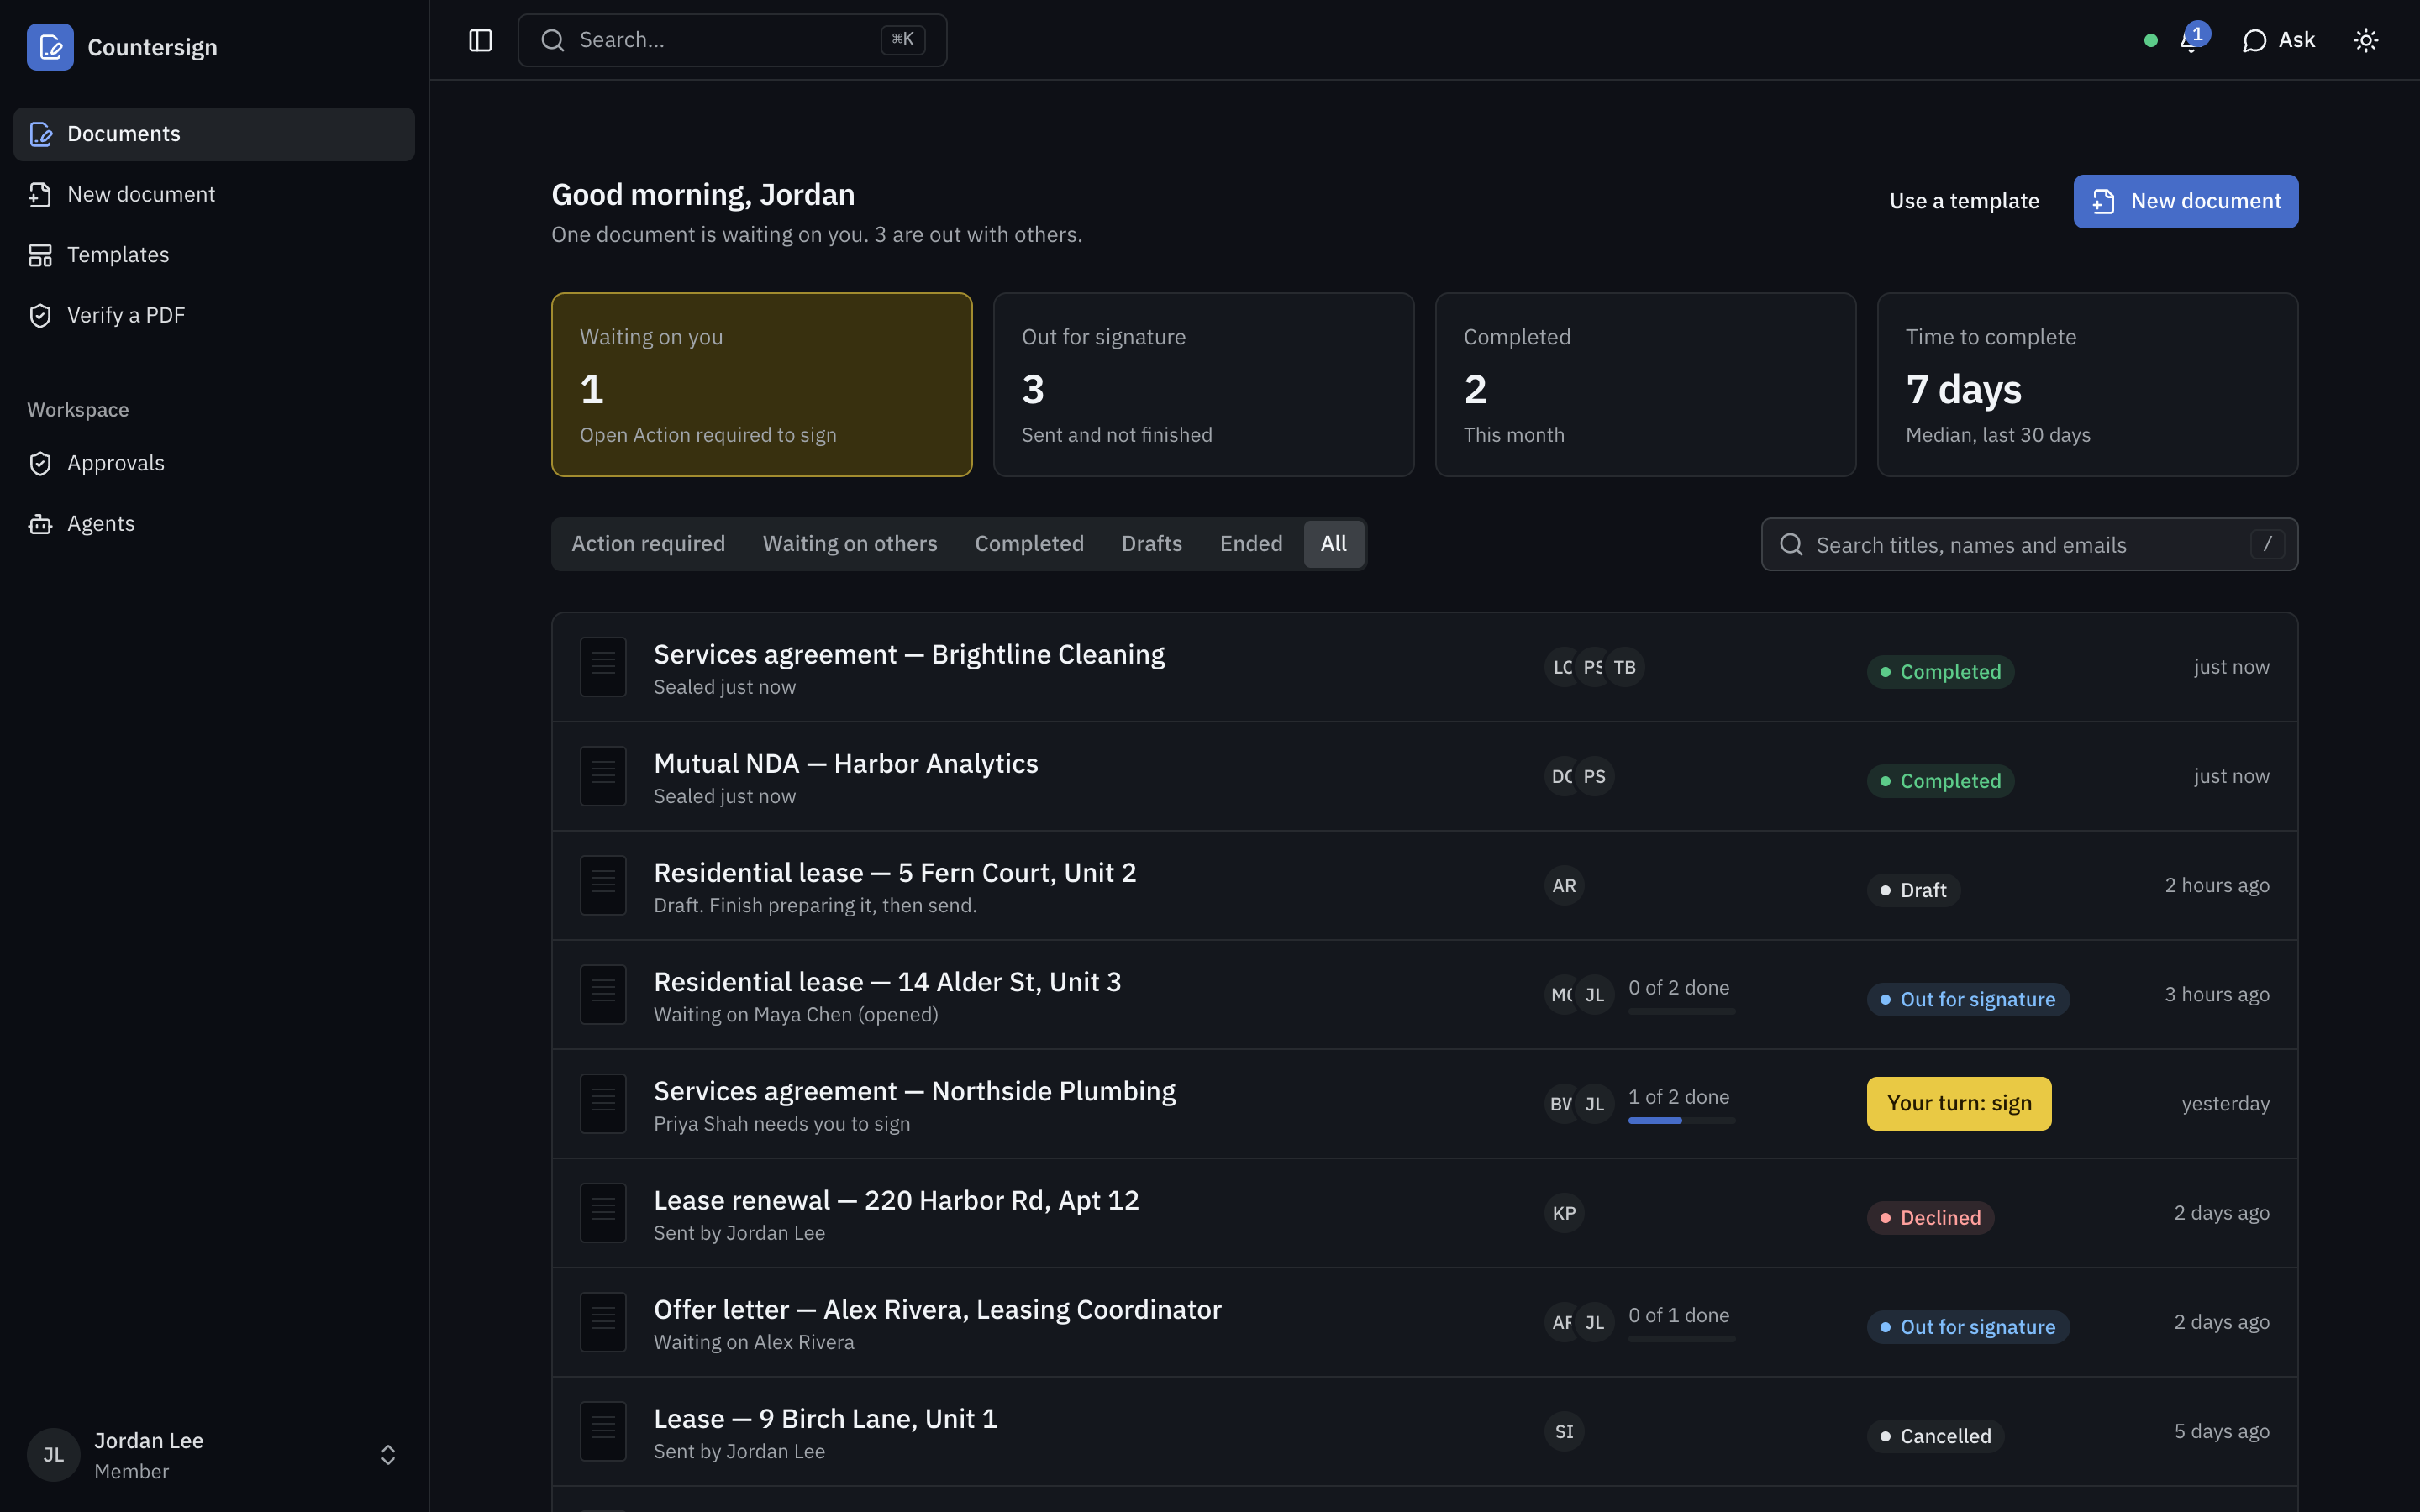 Countersign
Search...
⌘K
1
Ask
Documents
New document
Templates
Verify a PDF
Workspace
Approvals
Agents
Jordan Lee
JL
Member
Good morning, Jordan
One document is waiting on you. 3 are out with others.
Use a template
New document
Waiting on you
1
Open Action required to sign
Out for signature
3
Sent and not finished
Completed
2
This month
Time to complete
7 days
Median, last 30 days
Action required
Waiting on others
Completed
Drafts
Ended
All
Search titles, names and emails
/
Services agreement — Brightline Cleaning
Sealed just now
TB
Completed
just now
Mutual NDA — Harbor Analytics
Sealed just now
PS
Completed
just now
Residential lease — 5 Fern Court, Unit 2
Draft. Finish preparing it, then send.
AR
Draft
2 hours ago
Residential lease — 14 Alder St, Unit 3
Waiting on Maya Chen (opened)
JL
0 of 2 done
Out for signature
3 hours ago
Services agreement — Northside Plumbing
Priya Shah needs you to sign
JL
1 of 2 done
Your turn: sign
yesterday
Lease renewal — 220 Harbor Rd, Apt 12
Sent by Jordan Lee
KP
Declined
2 days ago
Offer letter — Alex Rivera, Leasing Coordinator
Waiting on Alex Rivera
JL
0 of 1 done
Out for signature
2 days ago
Lease — 9 Birch Lane, Unit 1
Sent by Jordan Lee
SI
Cancelled
5 days ago